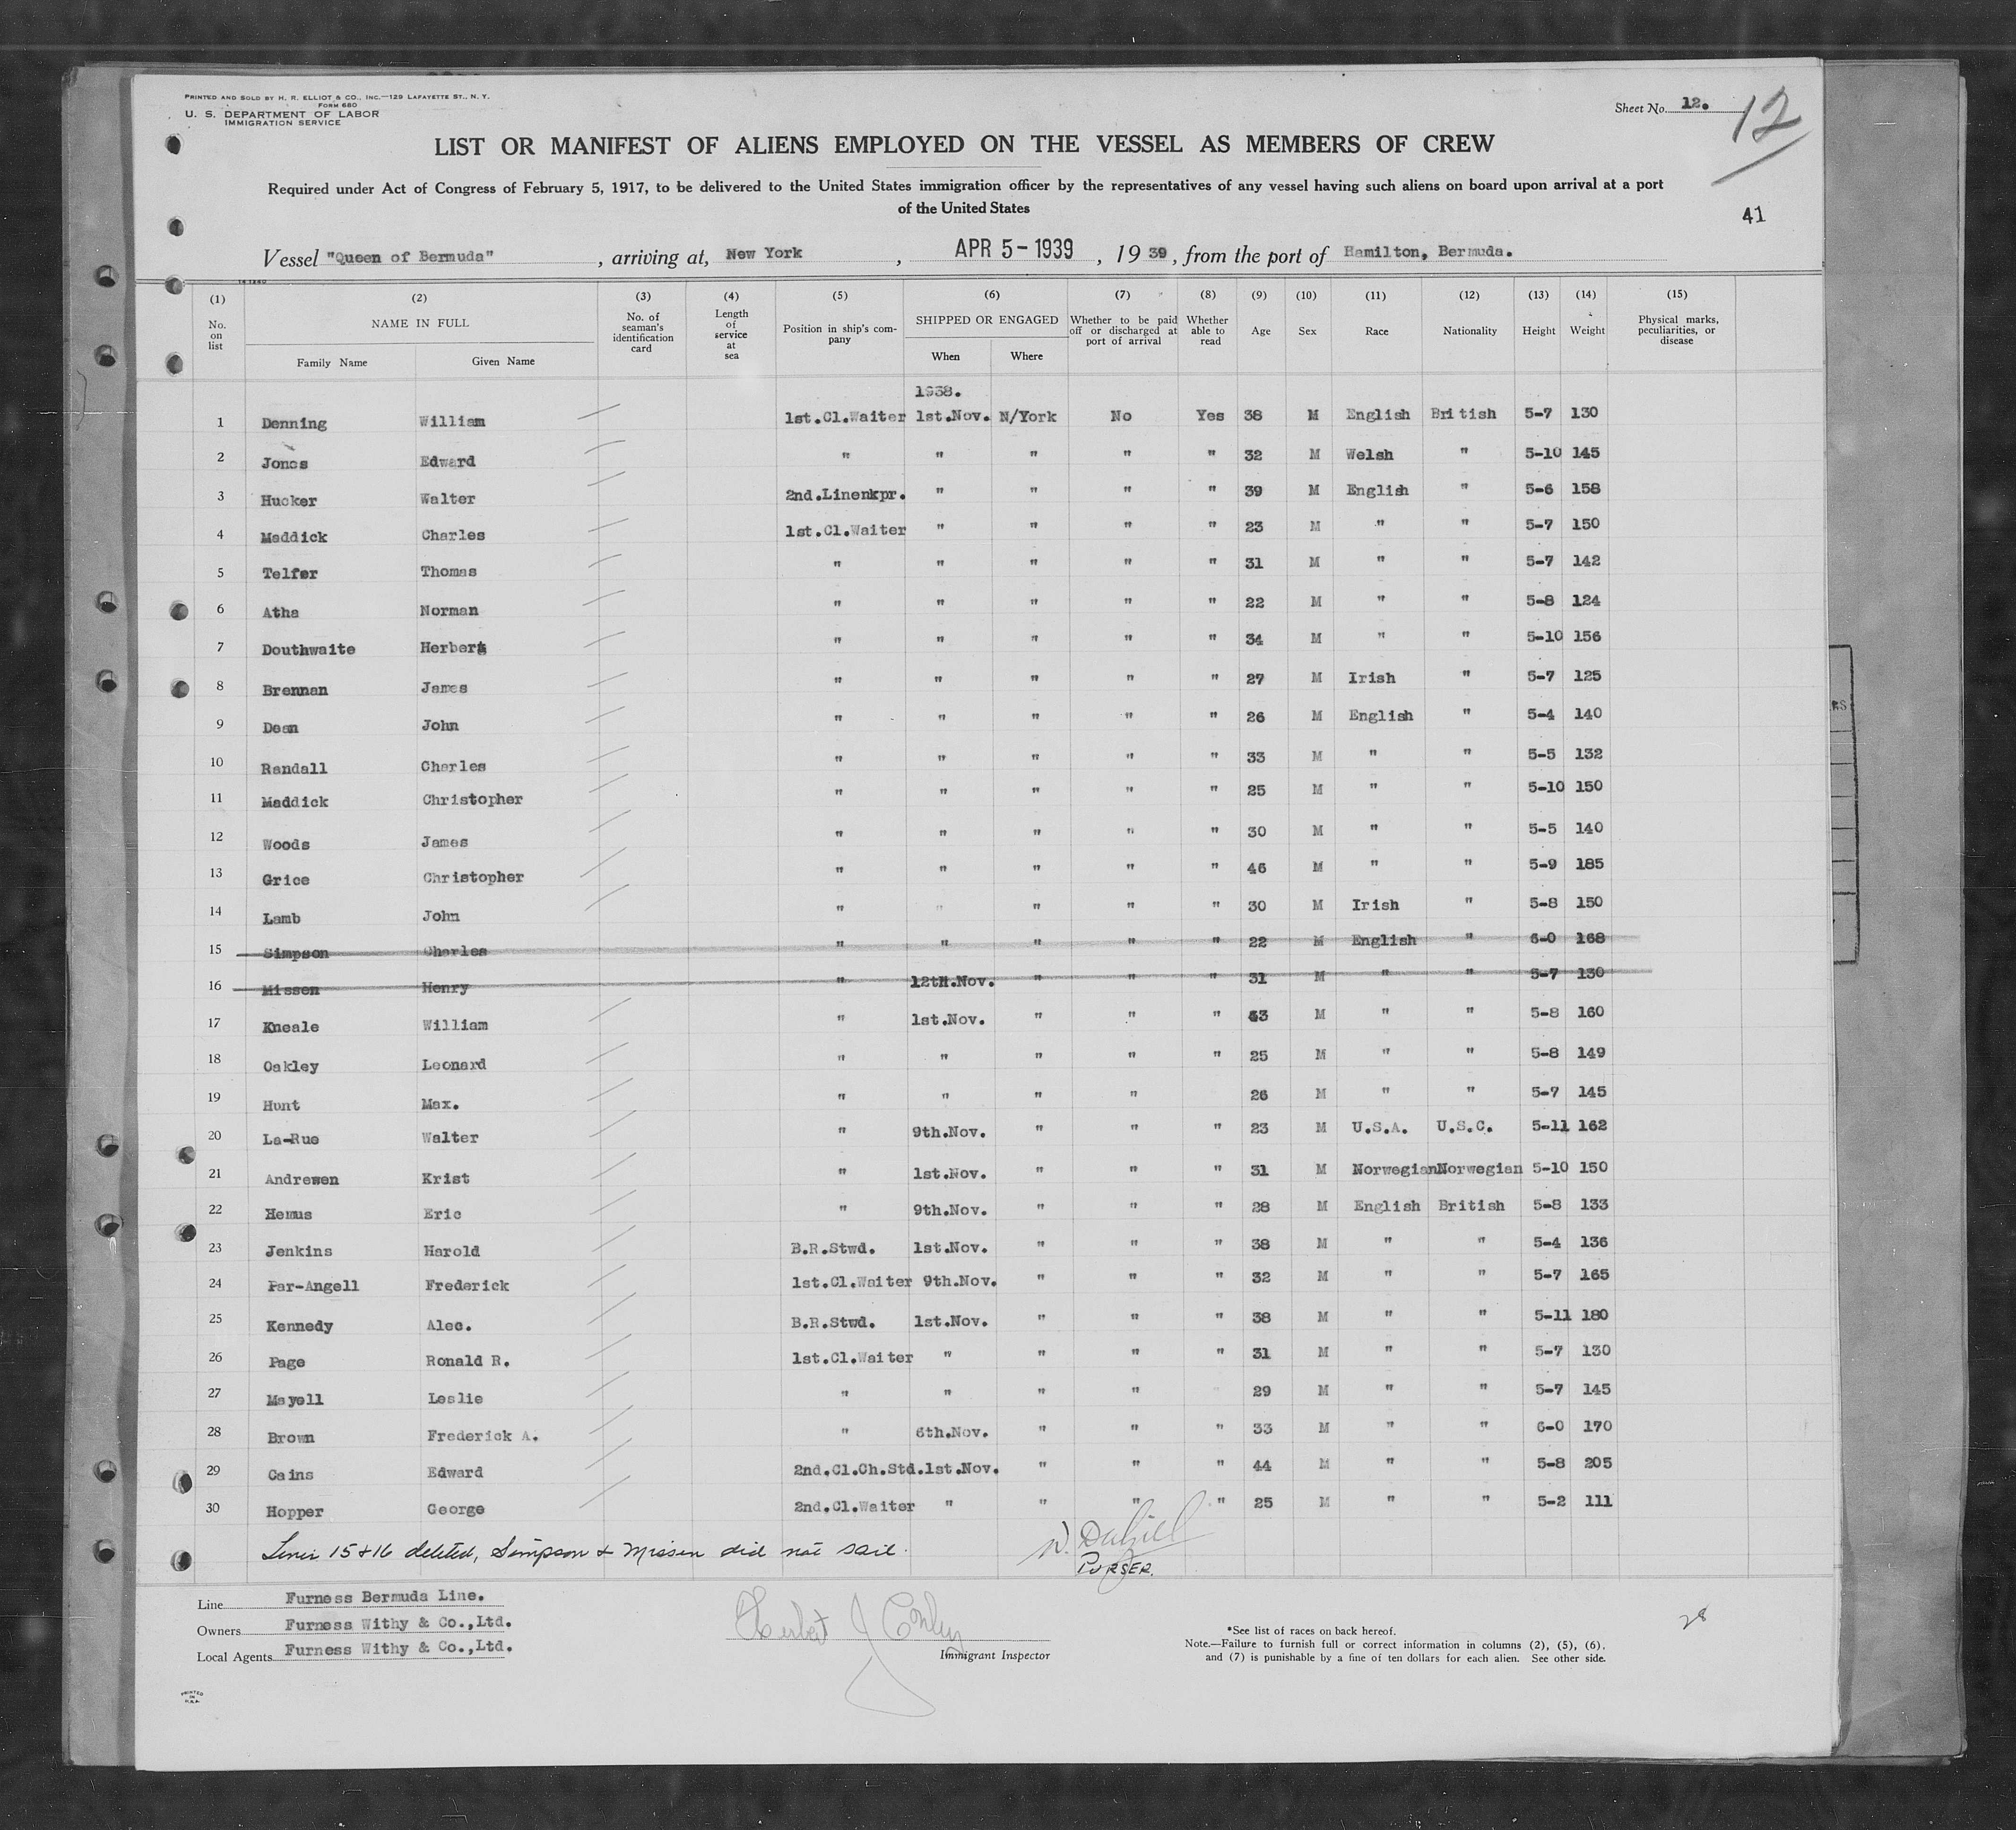 PRINTED AND SOLD BY H. R. ELLIOT & CO., INC.—129 LAFAYETTE ST., N. Y.
FORM 680
U. S. DEPARTMENT OF LABOR
IMMIGRATION SERVICE
Sheet No. 12.
12
LIST OR MANIFEST OF ALIENS EMPLOYED ON THE VESSEL AS MEMBERS OF CREW
Required under Act of Congress of February 5, 1917, to be delivered to the United States immigration officer by the representatives of any vessel having such aliens on board upon arrival at a port
of the United States
41
Vessel "Queen of Bermuda" , arriving at, New York , APR 5 - 1939 , 19 39 , from the port of Hamilton, Bermuda.
(1) (2) (3) (4) (5) (6) (7) (8) (9) (10) (11) (12) (13) (14) (15)
No. on list NAME IN FULL Family Name Given Name No. of seaman's identification card Length of service at sea Position in ship's company SHIPPED OR ENGAGED When Where Whether to be paid off or discharged at port of arrival Whether able to read Age Sex Race Nationality Height Weight Physical marks, peculiarities, or disease
1938.
1 Denning William 1st.Cl.Waiter 1st.Nov. N/York No Yes 38 M English British 5-7 130
2 Jones Edward " " " " " 32 M Welsh " 5-10 145
3 Hucker Walter 2nd.Linenkpr. " " " " 39 M English " 5-6 158
4 Maddick Charles 1st.Cl.Waiter " " " " 23 M " " 5-7 150
5 Telfer Thomas " " " " " 31 M " " 5-7 142
6 Atha Norman " " " " " 22 M " " 5-8 124
7 Douthwaite Herbert " " " " " 34 M " " 5-10 156
8 Brennan James " " " " " 27 M Irish " 5-7 125
9 Dean John " " " " " 26 M English " 5-4 140
10 Randall Charles " " " " " 33 M " " 5-5 132
11 Maddick Christopher " " " " " 25 M " " 5-10 150
12 Woods James " " " " " 30 M " " 5-5 140
13 Grice Christopher " " " " " 46 M " " 5-9 185
14 Lamb John " " " " " 30 M Irish " 5-8 150
15 Simpson Charles " " " " " 22 M English " 6-0 168
16 Missen Henry " 12th.Nov. " " " 31 M " " 5-7 130
17 Kneale William " 1st.Nov. " " " 43 M " " 5-8 160
18 Oakley Leonard " " " " " 25 M " " 5-8 149
19 Hunt Max. " " " " 26 M " " 5-7 145
20 La-Rue Walter " 9th.Nov. " " " 23 M U.S.A. U.S.C. 5-11 162
21 Andrewen Krist " 1st.Nov. " " " 31 M Norwegian Norwegian 5-10 150
22 Hemus Eric " 9th.Nov. " " " 28 M English British 5-8 133
23 Jenkins Harold B.R.Stwd. 1st.Nov. " " " 38 M " " 5-4 136
24 Par-Angell Frederick 1st.Cl.Waiter 9th.Nov. " " " 32 M " " 5-7 165
25 Kennedy Alec. B.R.Stwd. 1st.Nov. " " " 38 M " " 5-11 180
26 Page Ronald R. 1st.Cl.Waiter " " " " 31 M " " 5-7 130
27 Mayell Leslie " " " " 29 M " " 5-7 145
28 Brown Frederick A. " 6th.Nov. " " " 33 M " " 6-0 170
29 Cains Edward 2nd.Cl.Ch.Std. 1st.Nov. " " " 44 M " " 5-8 205
30 Hopper George 2nd.Cl.Waiter " " " " 25 M " " 5-2 111
Lines 15 & 16 deleted, Simpson & Missen did not sail.
PURSER.
Line Furness Bermuda Line.
Owners Furness Withy & Co.,Ltd.
Local Agents Furness Withy & Co.,Ltd.
Herbert J Conley
Immigrant Inspector
*See list of races on back hereof.
Note.—Failure to furnish full or correct information in columns (2), (5), (6),
and (7) is punishable by a fine of ten dollars for each alien. See other side.
28
PRINTED
IN
U.S.A.